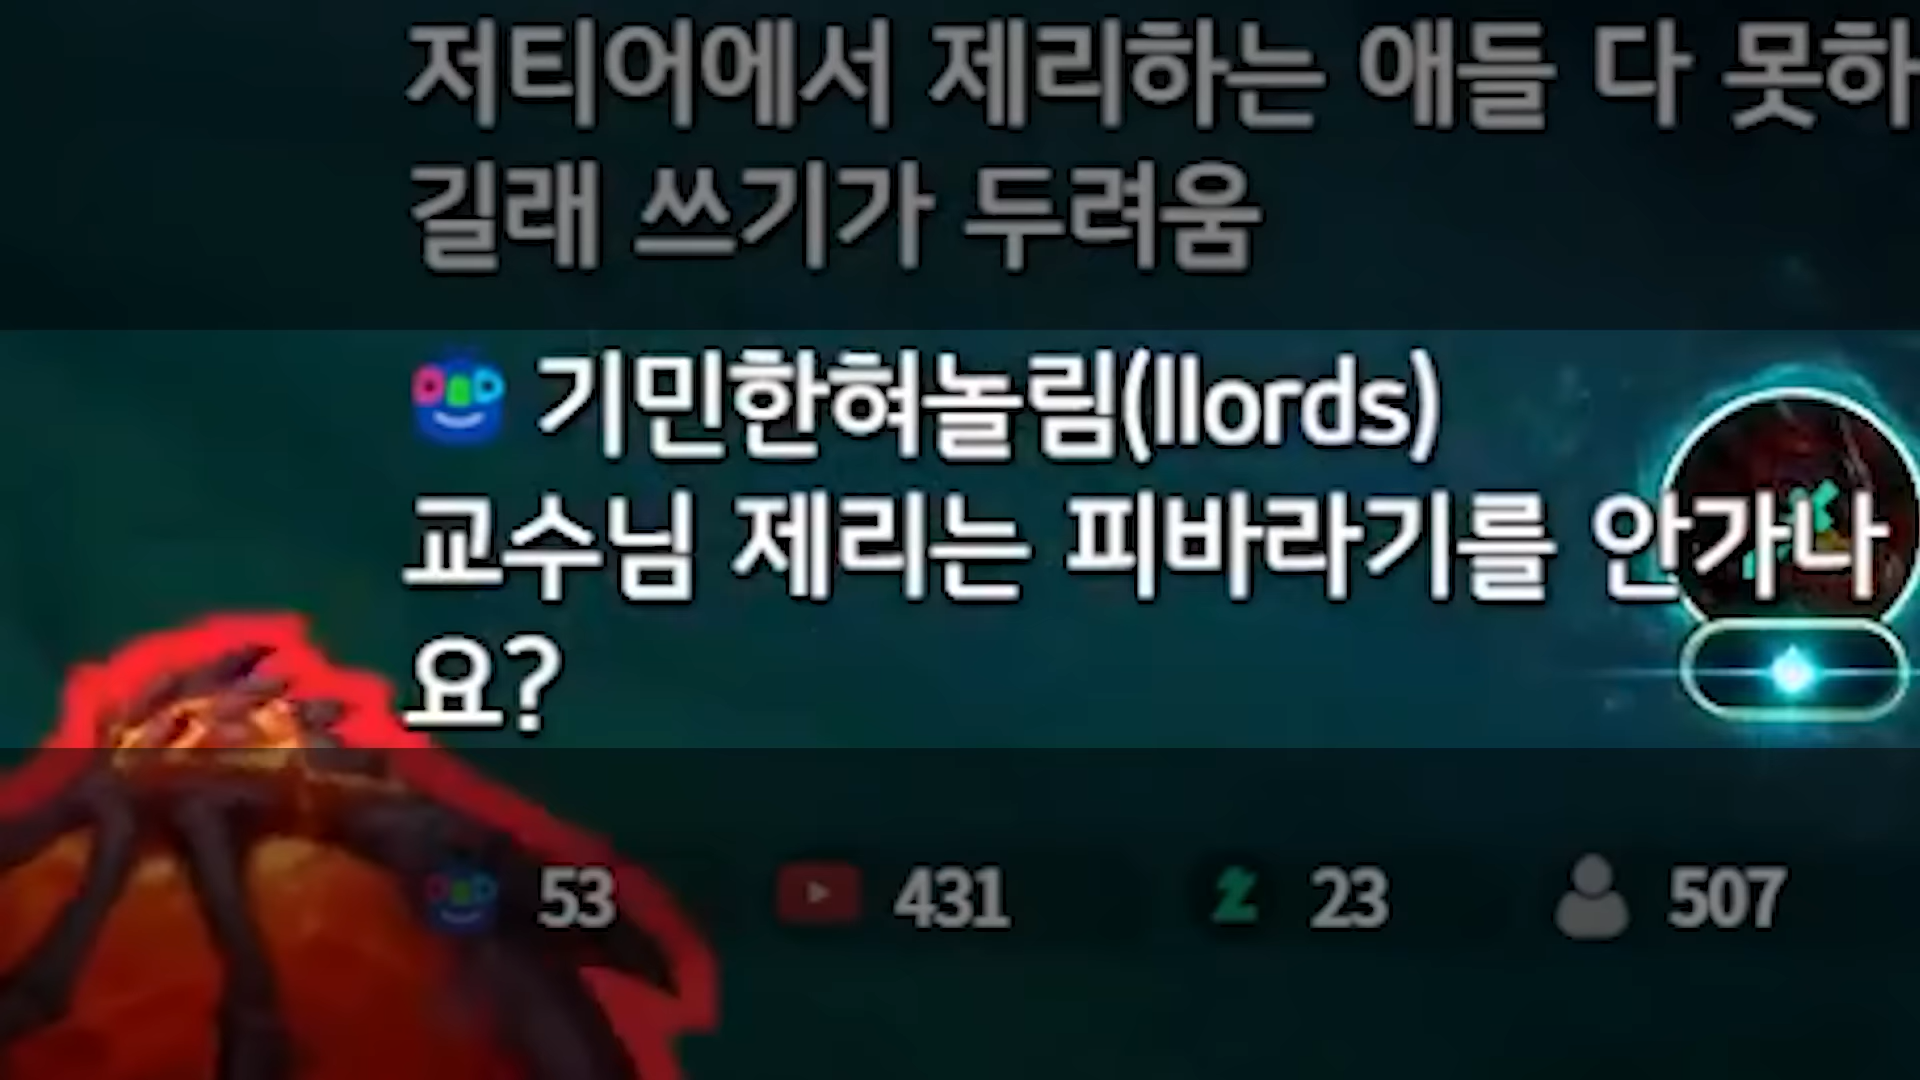 저티어에서 제리하는 애들 다 못하
길래 쓰기가 두려움
기민한혀놀림(llords)
교수님 제리는 피바라기를 안가나
요?
53 431 23 507